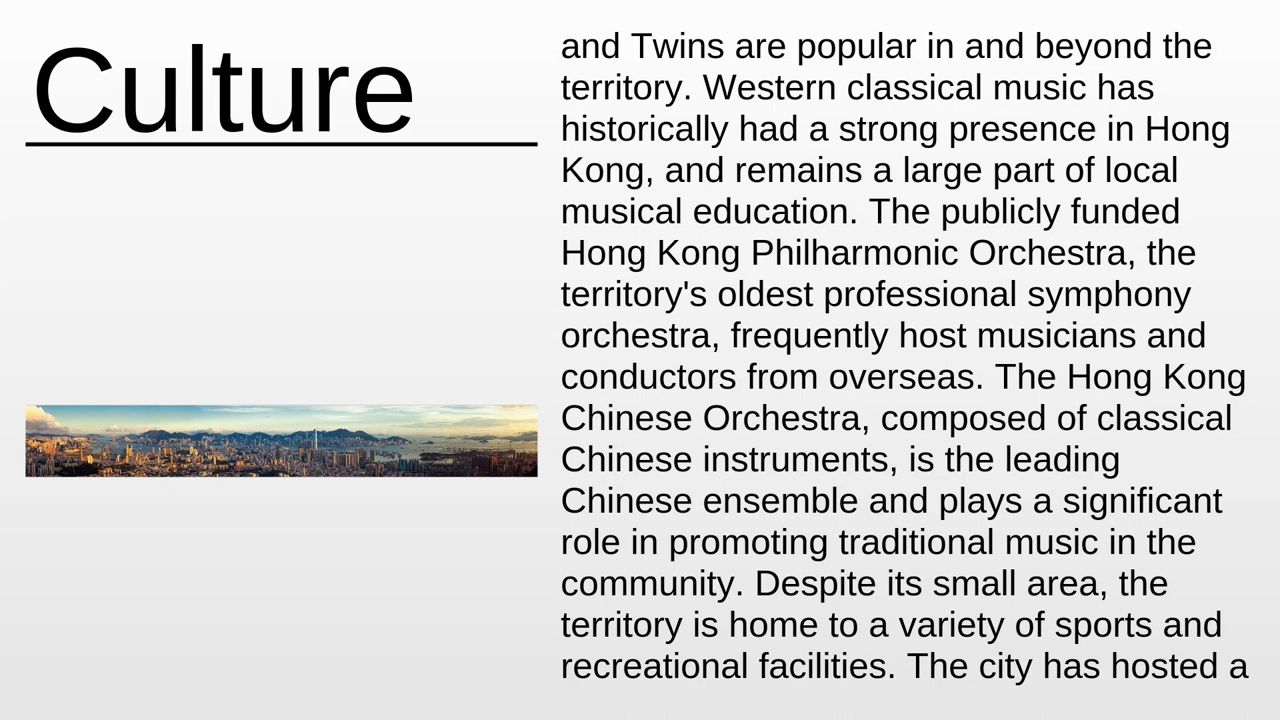 Culture
and Twins are popular in and beyond the
territory. Western classical music has
historically had a strong presence in Hong
Kong, and remains a large part of local
musical education. The publicly funded
Hong Kong Philharmonic Orchestra, the
territory's oldest professional symphony
orchestra, frequently host musicians and
conductors from overseas. The Hong Kong
Chinese Orchestra, composed of classical
Chinese instruments, is the leading
Chinese ensemble and plays a significant
role in promoting traditional music in the
community. Despite its small area, the
territory is home to a variety of sports and
recreational facilities. The city has hosted a